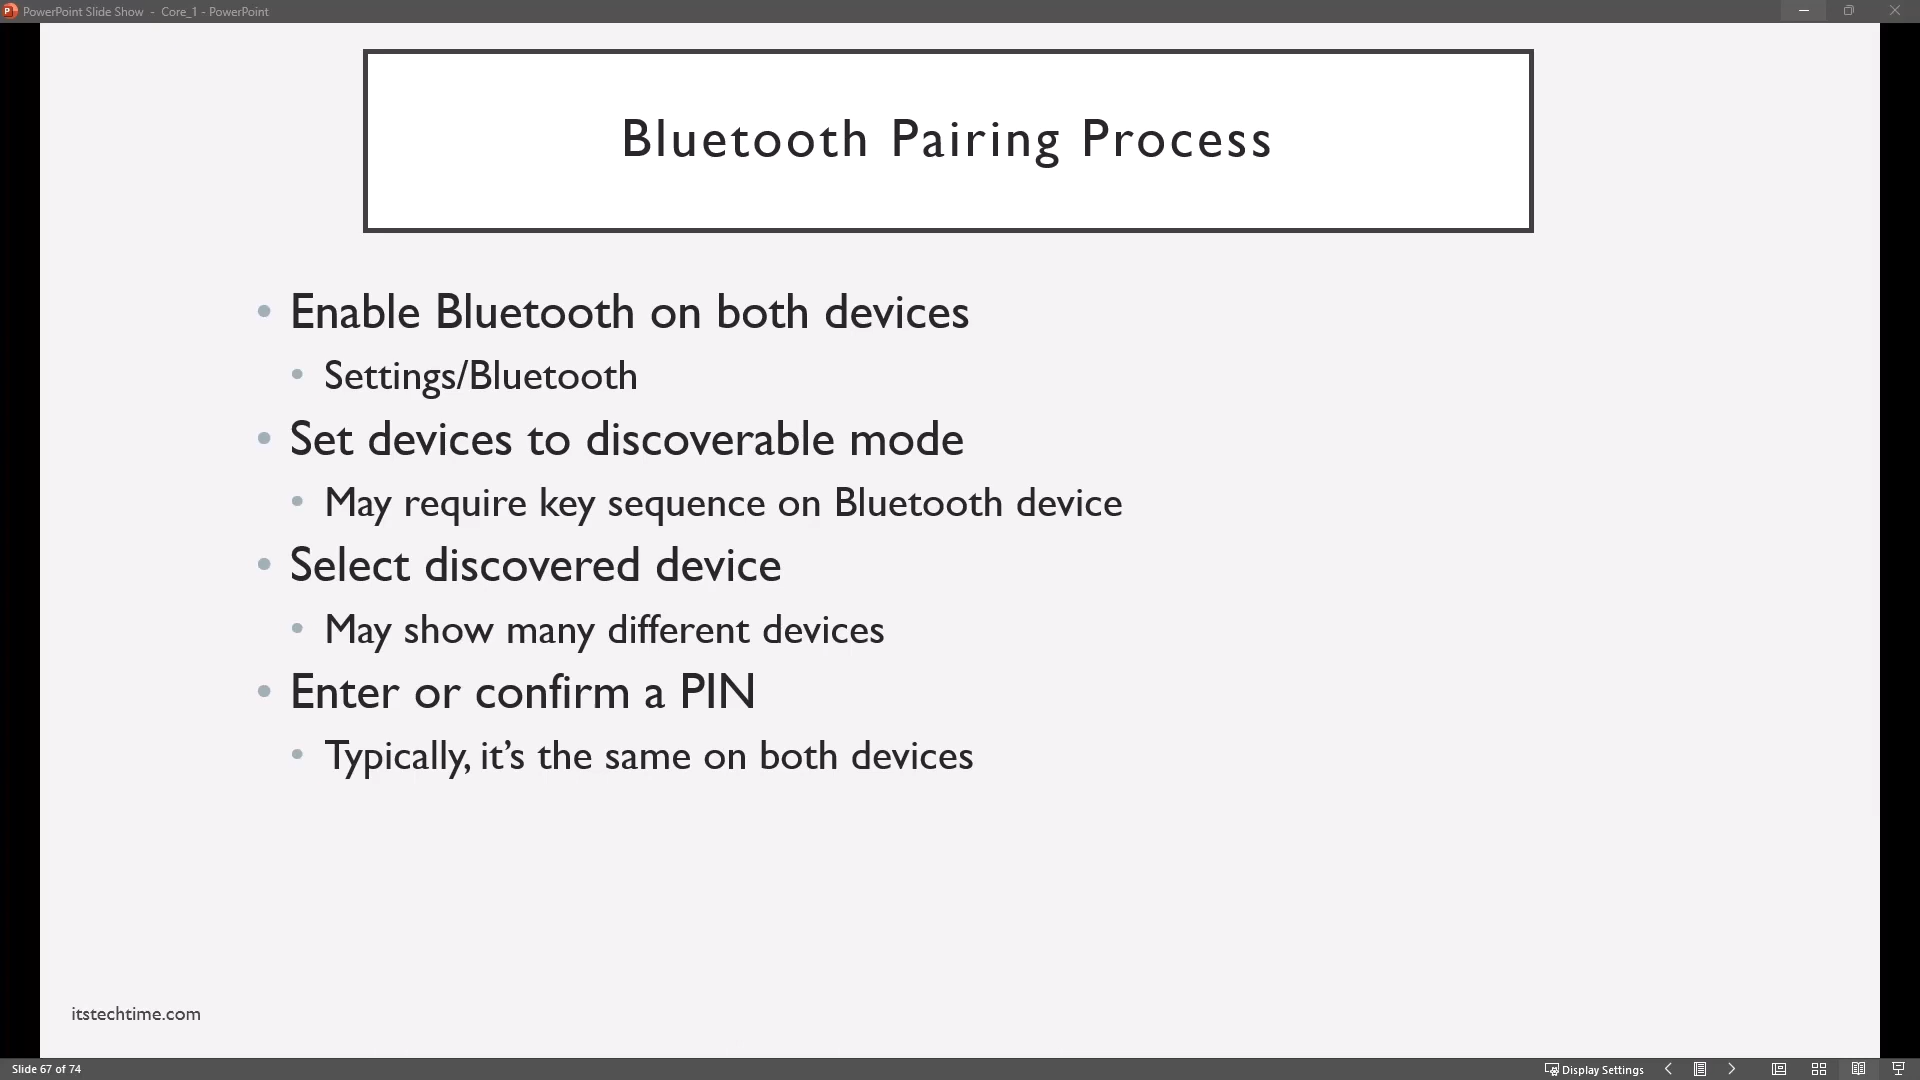 PowerPoint Slide Show - Core_1 - PowerPoint
Bluetooth Pairing Process
• Enable Bluetooth on both devices
• Settings/Bluetooth
• Set devices to discoverable mode
• May require key sequence on Bluetooth device
• Select discovered device
• May show many different devices
• Enter or confirm a PIN
• Typically, it’s the same on both devices
itstechtime.com
Slide 67 of 74
Display Settings